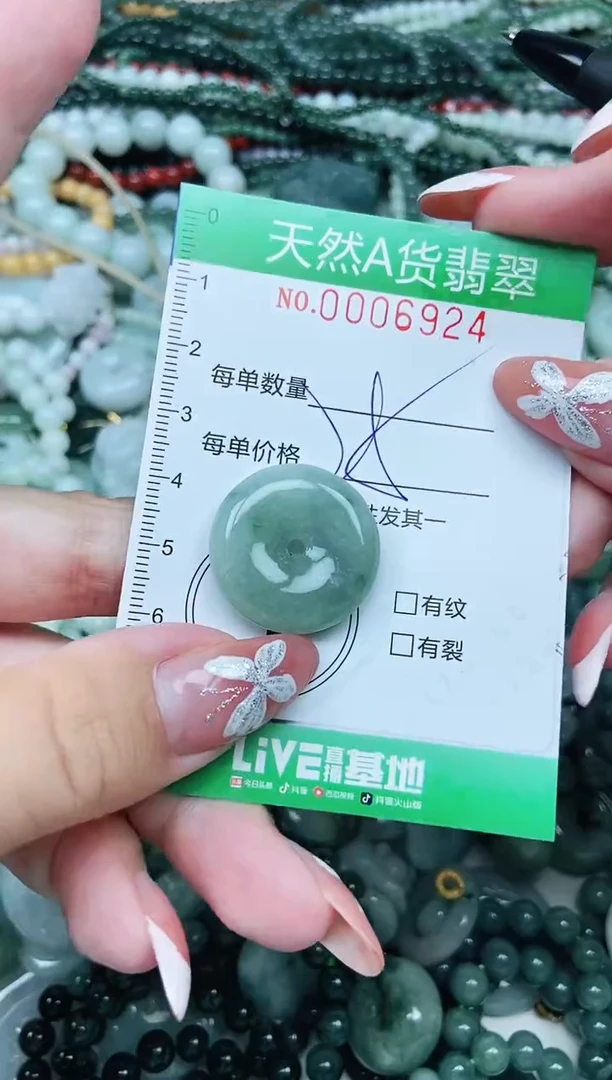 0
天然A货翡翠
1
NO.0006924
2
每单数量
3
每单价格
4
发其一
5
□有纹
6
□有裂
LiVE直播基地
今日头条 抖音 西瓜视频 抖音火山版